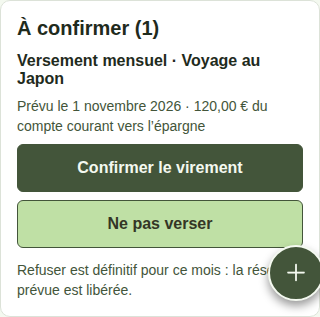 À confirmer (1)
Versement mensuel · Voyage au
Japon
Prévu le 1 novembre 2026 · 120,00 € du
compte courant vers l’épargne
Confirmer le virement
Ne pas verser
Refuser est définitif pour ce mois : la
prévue est libérée.